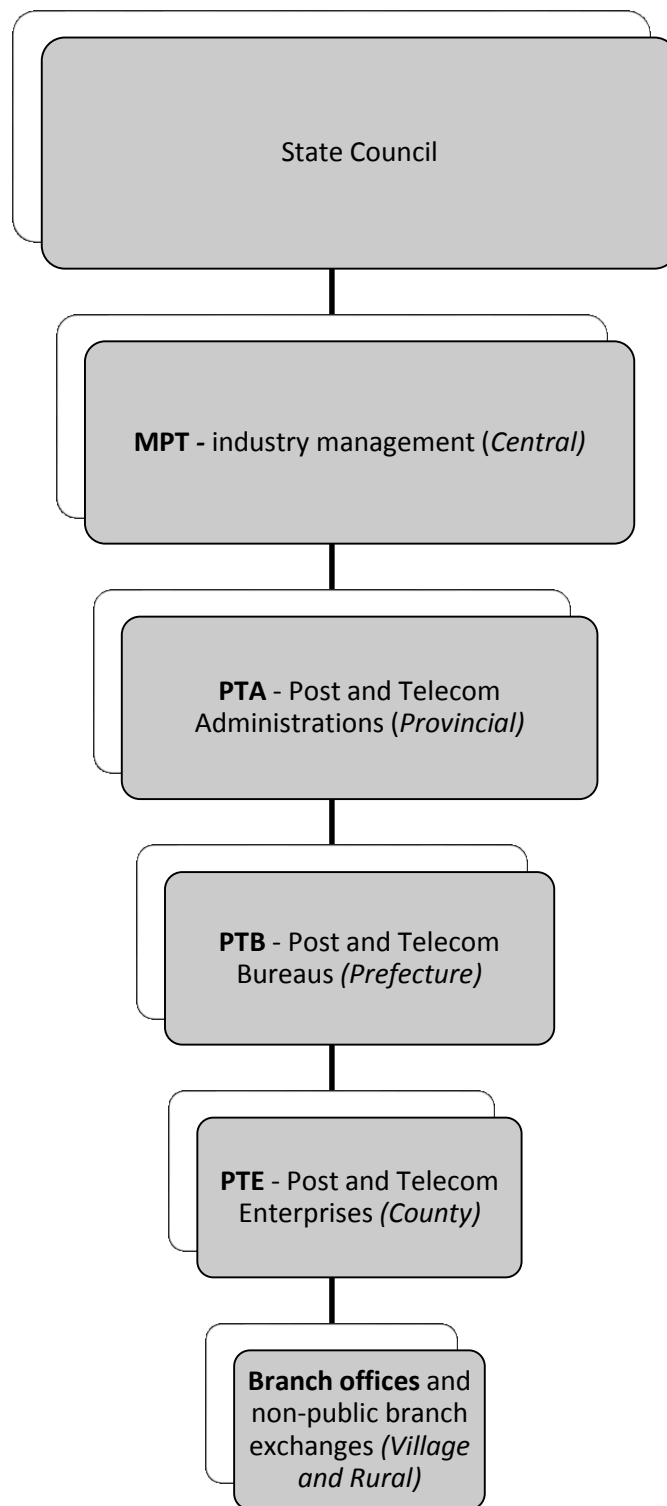 State Council
MPT - industry management (Central)
PTA - Post and Telecom
Administrations (Provincial)
PTB - Post and Telecom
Bureaus (Prefecture)
PTE - Post and Telecom
Enterprises (County)
Branch offices and
non-public branch
exchanges (Village
and Rural)